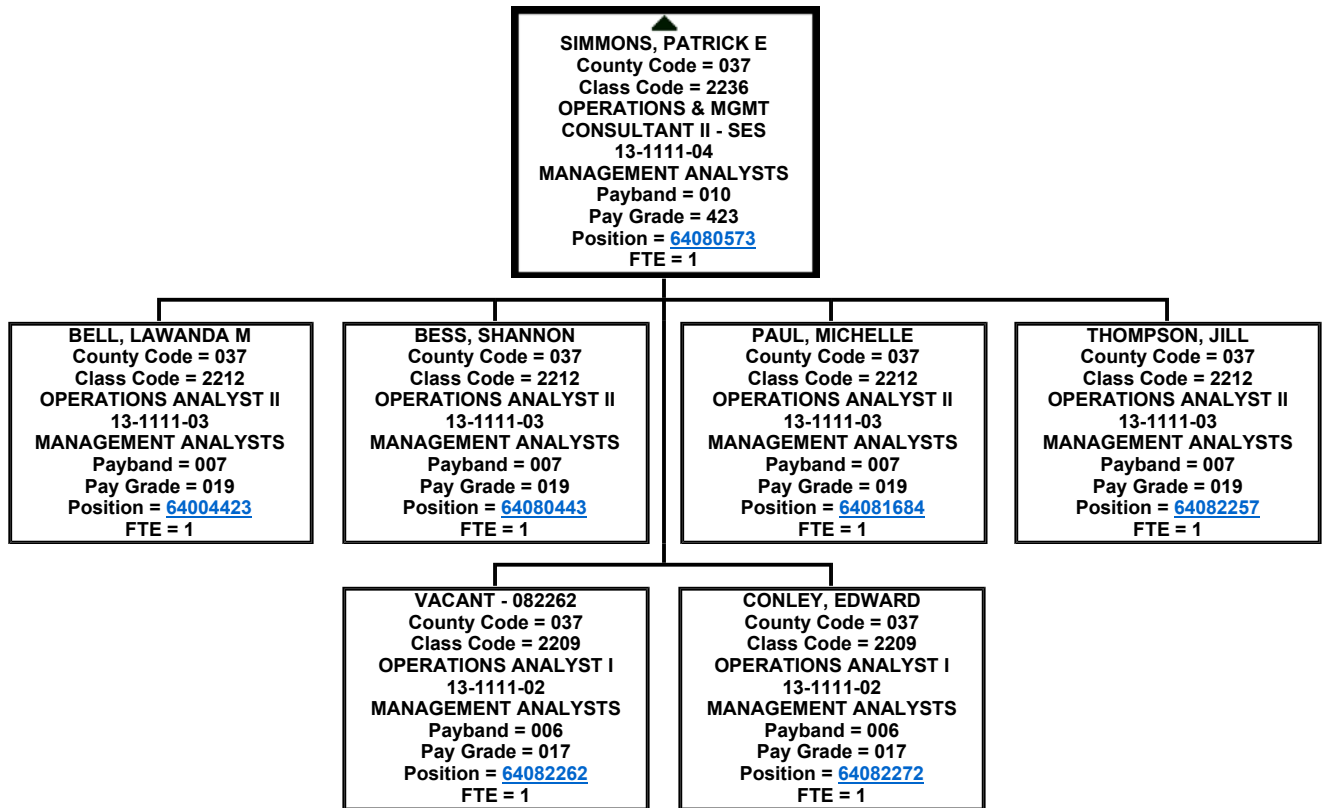 SIMMONS, PATRICK E
County Code = 037
Class Code = 2236
OPERATIONS & MGMT
CONSULTANT II - SES
13-1111-04
MANAGEMENT ANALYSTS
Payband = 010
Pay Grade = 423
Position = 64080573
FTE = 1
BELL, LAWANDA M
County Code = 037
Class Code = 2212
OPERATIONS ANALYST II
13-1111-03
MANAGEMENT ANALYSTS
Payband = 007
Pay Grade = 019
Position = 64004423
FTE = 1
BESS, SHANNON
County Code = 037
Class Code = 2212
OPERATIONS ANALYST II
13-1111-03
MANAGEMENT ANALYSTS
Payband = 007
Pay Grade = 019
Position = 64080443
FTE = 1
PAUL, MICHELLE
County Code = 037
Class Code = 2212
OPERATIONS ANALYST II
13-1111-03
MANAGEMENT ANALYSTS
Payband = 007
Pay Grade = 019
Position = 64081684
FTE = 1
THOMPSON, JILL
County Code = 037
Class Code = 2212
OPERATIONS ANALYST II
13-1111-03
MANAGEMENT ANALYSTS
Payband = 007
Pay Grade = 019
Position = 64082257
FTE = 1
VACANT - 082262
County Code = 037
Class Code = 2209
OPERATIONS ANALYST I
13-1111-02
MANAGEMENT ANALYSTS
Payband = 006
Pay Grade = 017
Position = 64082262
FTE = 1
CONLEY, EDWARD
County Code = 037
Class Code = 2209
OPERATIONS ANALYST I
13-1111-02
MANAGEMENT ANALYSTS
Payband = 006
Pay Grade = 017
Position = 64082272
FTE = 1